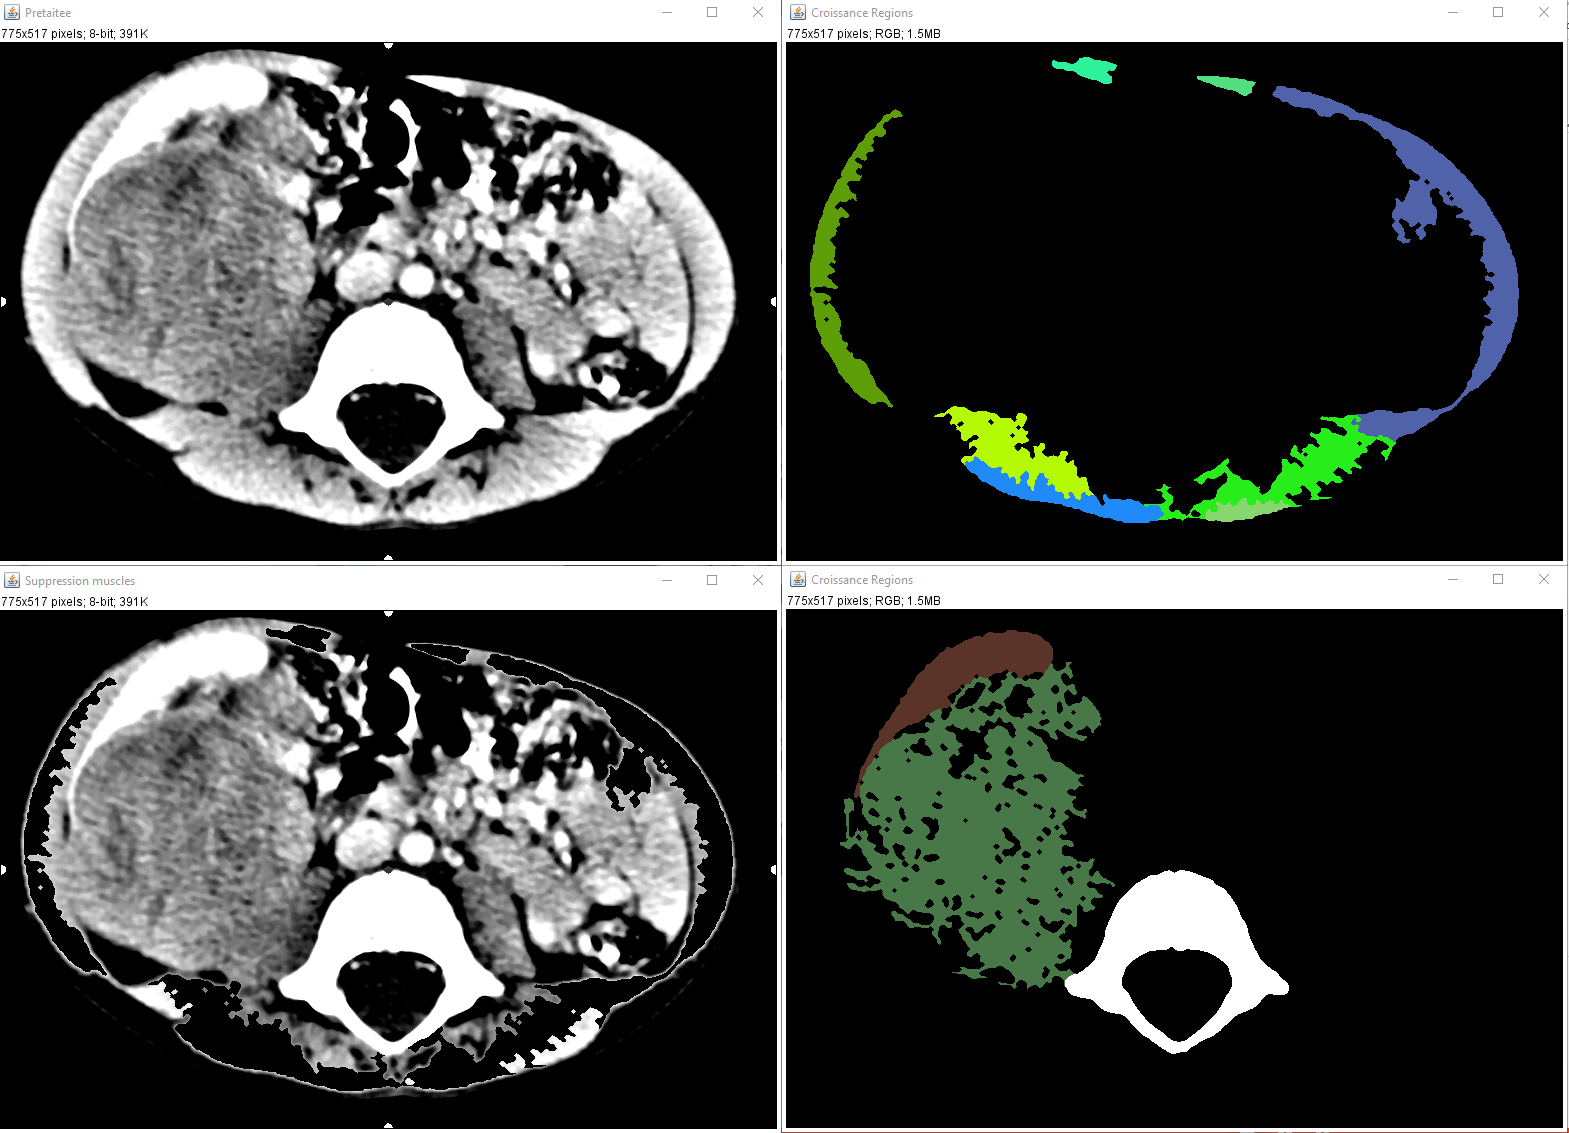 Pretaitee
775x517 pixels; 8-bit; 391K
Croissance Regions
775x517 pixels; RGB; 1.5MB
Suppression muscles
775x517 pixels; 8-bit; 391K
Croissance Regions
775x517 pixels; RGB; 1.5MB